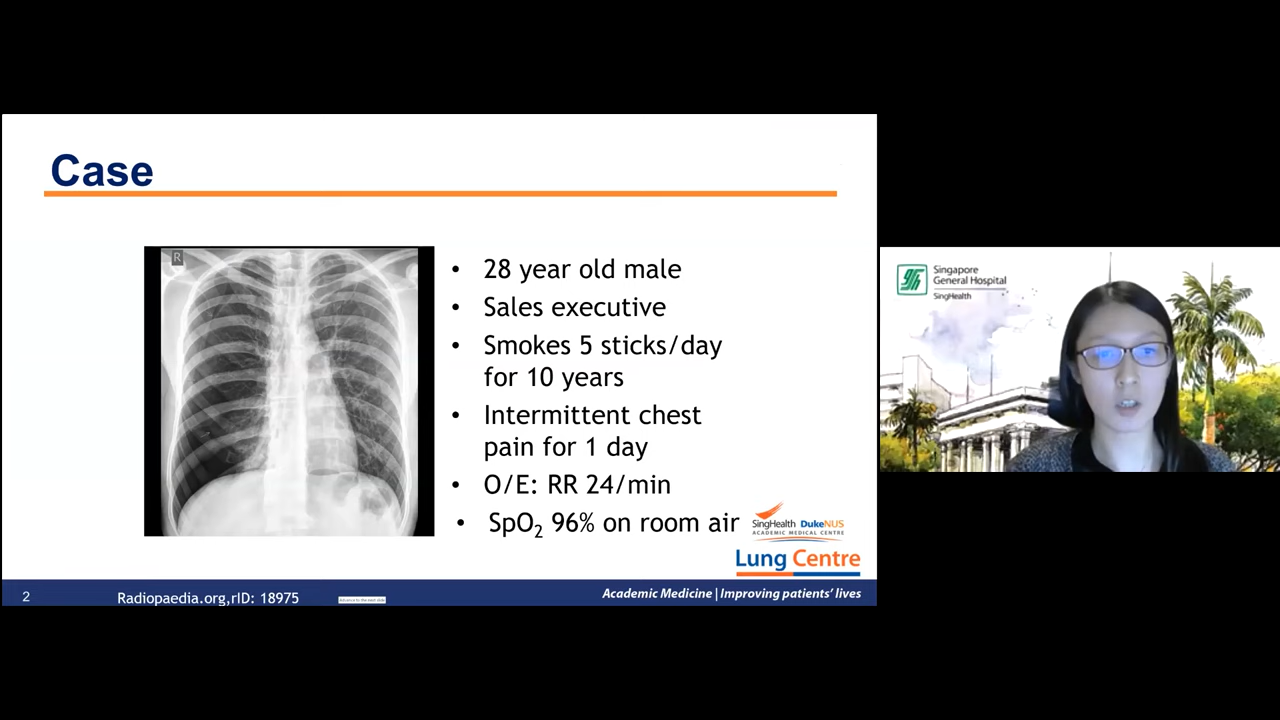 Case
R
• 28 year old male
• Sales executive
• Smokes 5 sticks/day
for 10 years
• Intermittent chest
pain for 1 day
• O/E: RR 24/min
• SpO₂ 96% on room air
SingHealth DukeNUS
ACADEMIC MEDICAL CENTRE
Lung Centre
2
Radiopaedia.org,rID: 18975
Academic Medicine | Improving patients' lives
Singapore
General Hospital
SingHealth